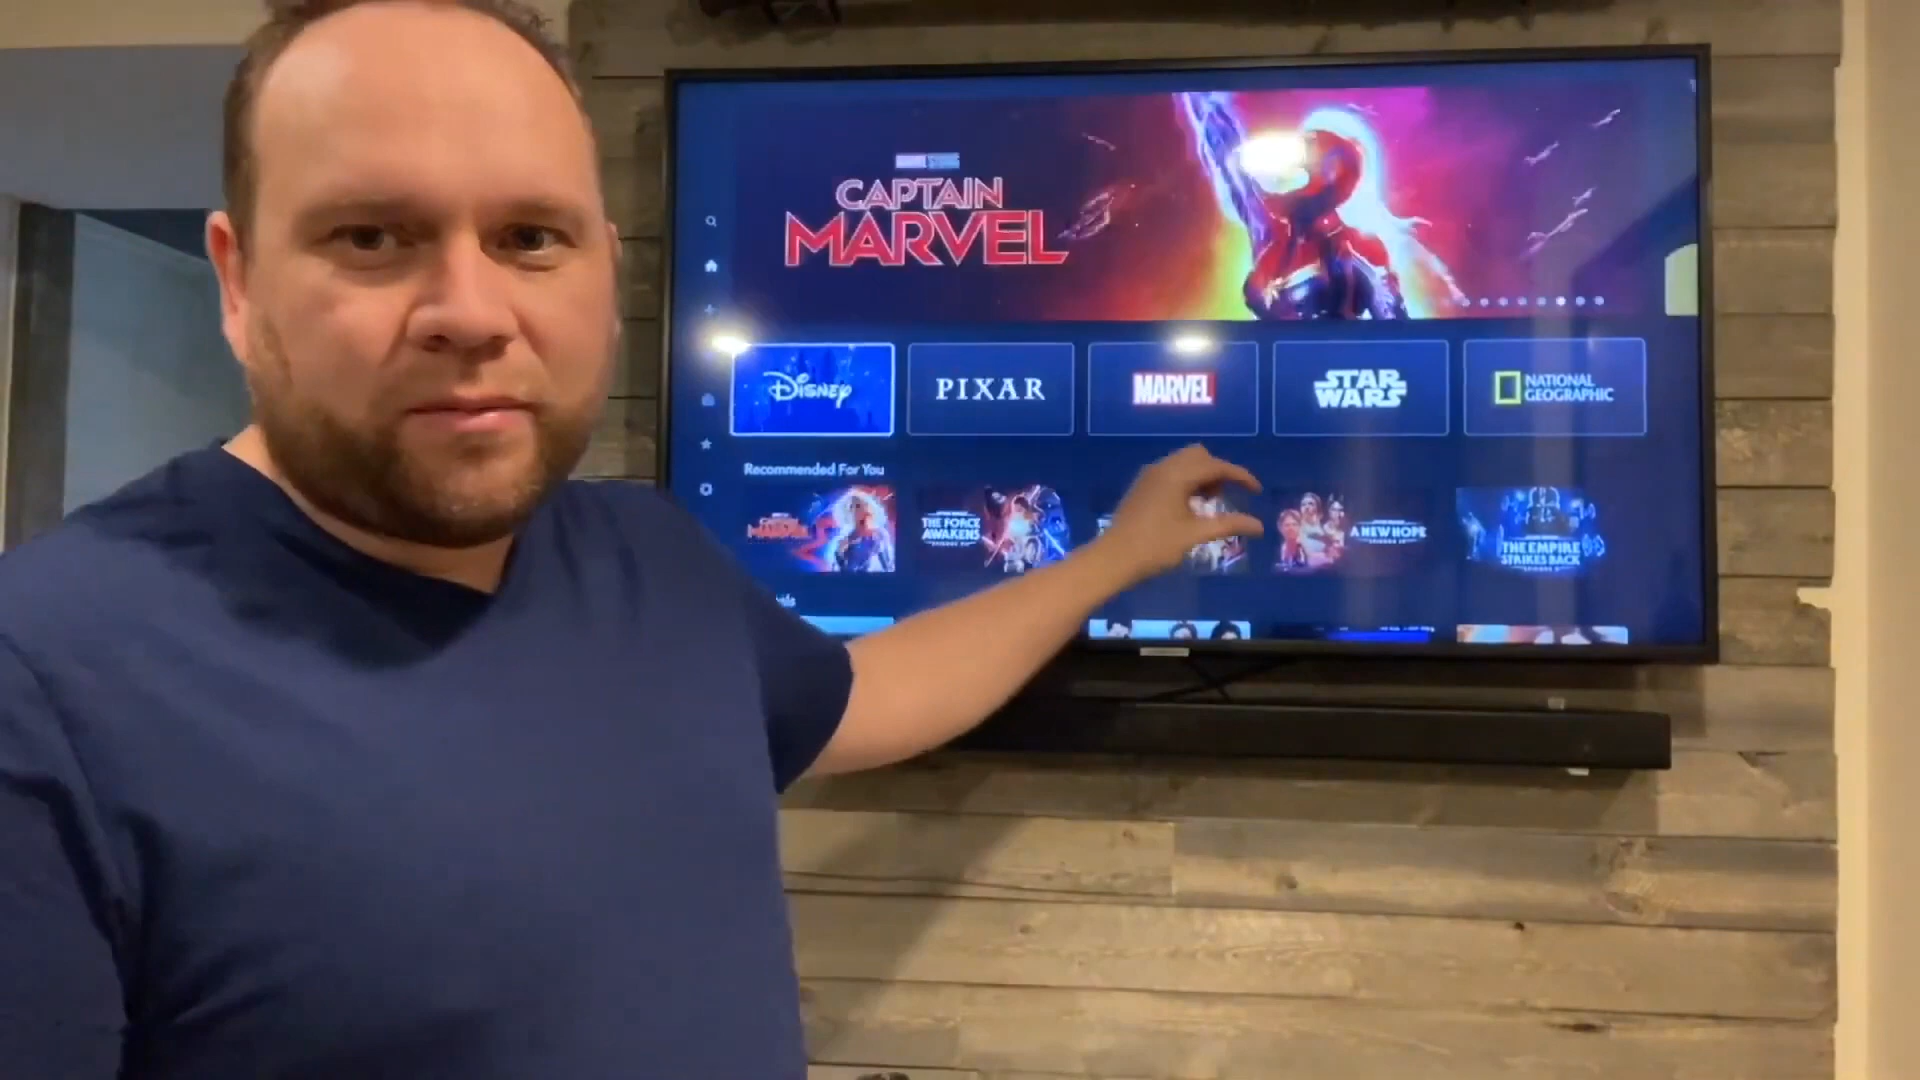 CAPTAIN
MARVEL
DISNEY
PIXAR
MARVEL
STAR
WARS
NATIONAL
GEOGRAPHIC
Recommended For You
MARVEL
THE FORCE
AWAKENS
A NEW HOPE
THE EMPIRE
STRIKES BACK